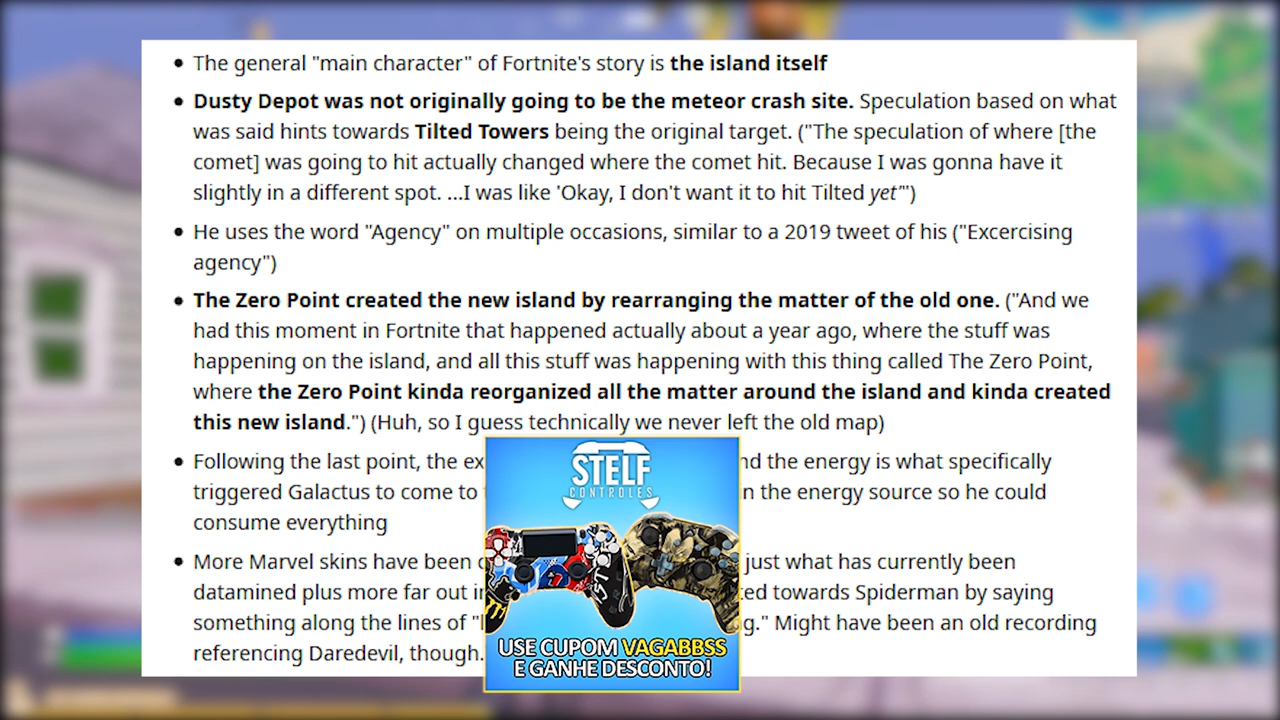 The general "main character" of Fortnite's story is the island itself
Dusty Depot was not originally going to be the meteor crash site. Speculation based on what
was said hints towards Tilted Towers being the original target. ("The speculation of where [the
comet] was going to hit actually changed where the comet hit. Because I was gonna have it
slightly in a different spot. ...I was like 'Okay, I don't want it to hit Tilted yet'")
He uses the word "Agency" on multiple occasions, similar to a 2019 tweet of his ("Excercising
agency")
The Zero Point created the new island by rearranging the matter of the old one. ("And we
had this moment in Fortnite that happened actually about a year ago, where the stuff was
happening on the island, and all this stuff was happening with this thing called The Zero Point,
where the Zero Point kinda reorganized all the matter around the island and kinda created
this new island.") (Huh, so I guess technically we never left the old map)
Following the last point, the the energy is what specifically
triggered Galactus to come to the energy source so he could
consume everything
More Marvel skins have been just what has currently been
datamined plus more far out towards Spiderman by saying
something along the lines of Might have been an old recording
referencing Daredevil, though.
STELF
CONTROLES
USE CUPOM VAGABBSS
E GANHE DESCONTO!